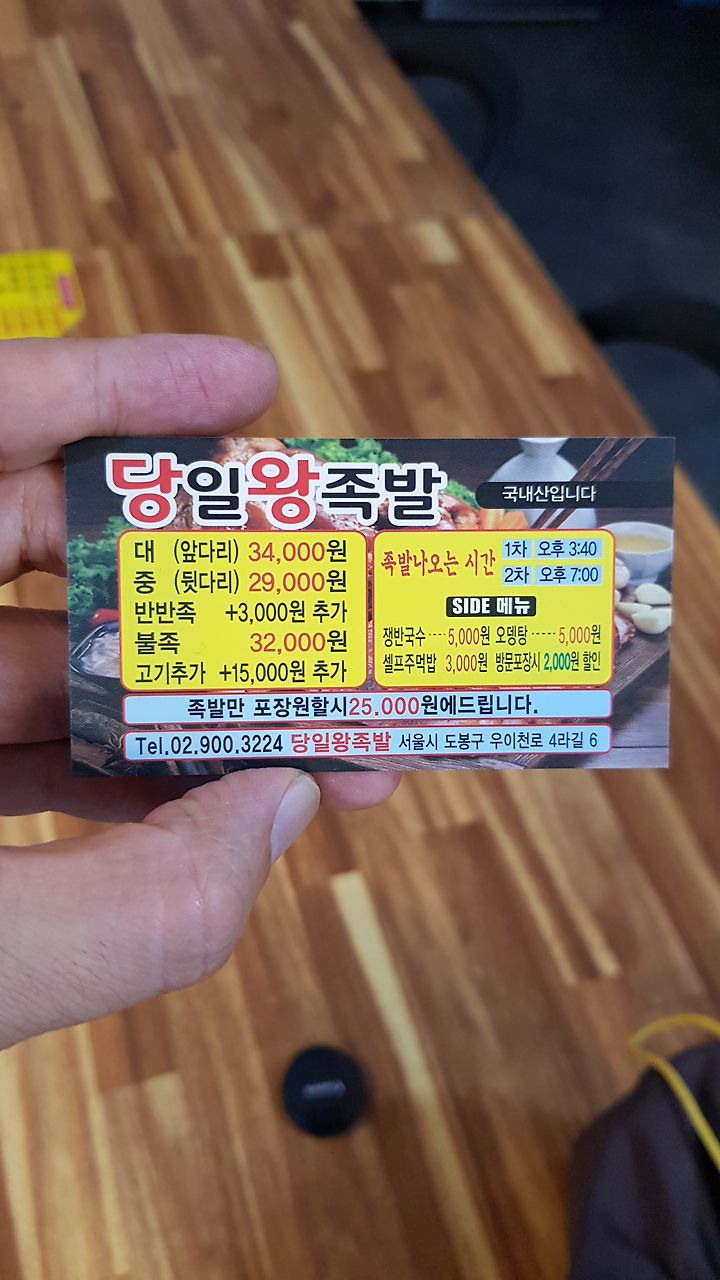 당일왕족발
국내산입니다
대 (앞다리) 34,000원
중 (뒷다리) 29,000원
반반족 +3,000원 추가
불족 32,000원
고기추가 +15,000원 추가
족발나오는 시간
1차 오후 3:40
2차 오후 7:00
SIDE 메뉴
쟁반국수 ---- 5,000원 오뎅탕 ----- 5,000원
셀프주먹밥 3,000원 방문포장시 2,000원 할인
족발만 포장원할시25.000원에드립니다.
Tel.02.900.3224 당일왕족발 서울시 도봉구 우이천로 4라길 6